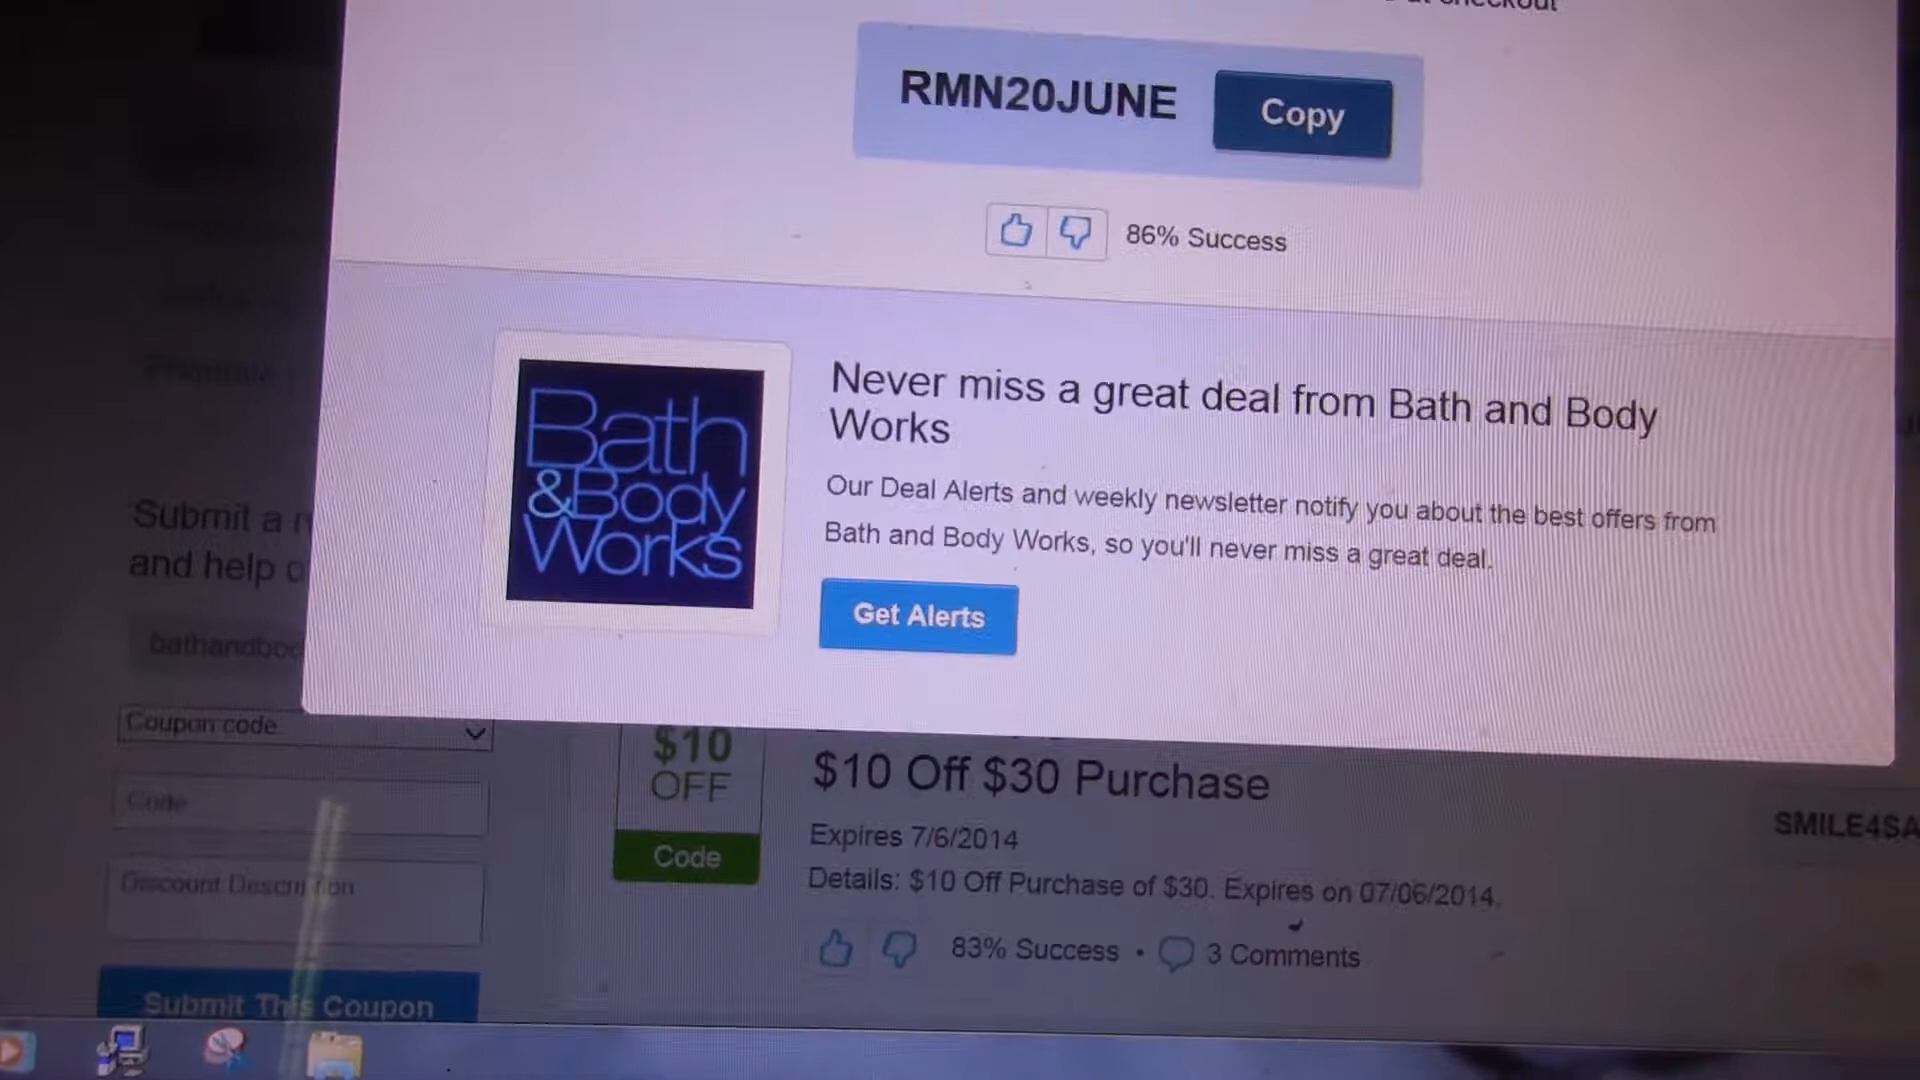 checkout
RMN20JUNE
Copy
86% Success
Bath
&Body
Works
Never miss a great deal from Bath and Body
Works
Our Deal Alerts and weekly newsletter notify you about the best offers from
Bath and Body Works, so you'll never miss a great deal.
Get Alerts
Submit a
and help
bathandbod
Coupon code
Code
Discount Description
Submit This Coupon
$10
OFF
Code
$10 Off $30 Purchase
Expires 7/6/2014
Details: $10 Off Purchase of $30. Expires on 07/06/2014.
83% Success • 3 Comments
SMILE4SA